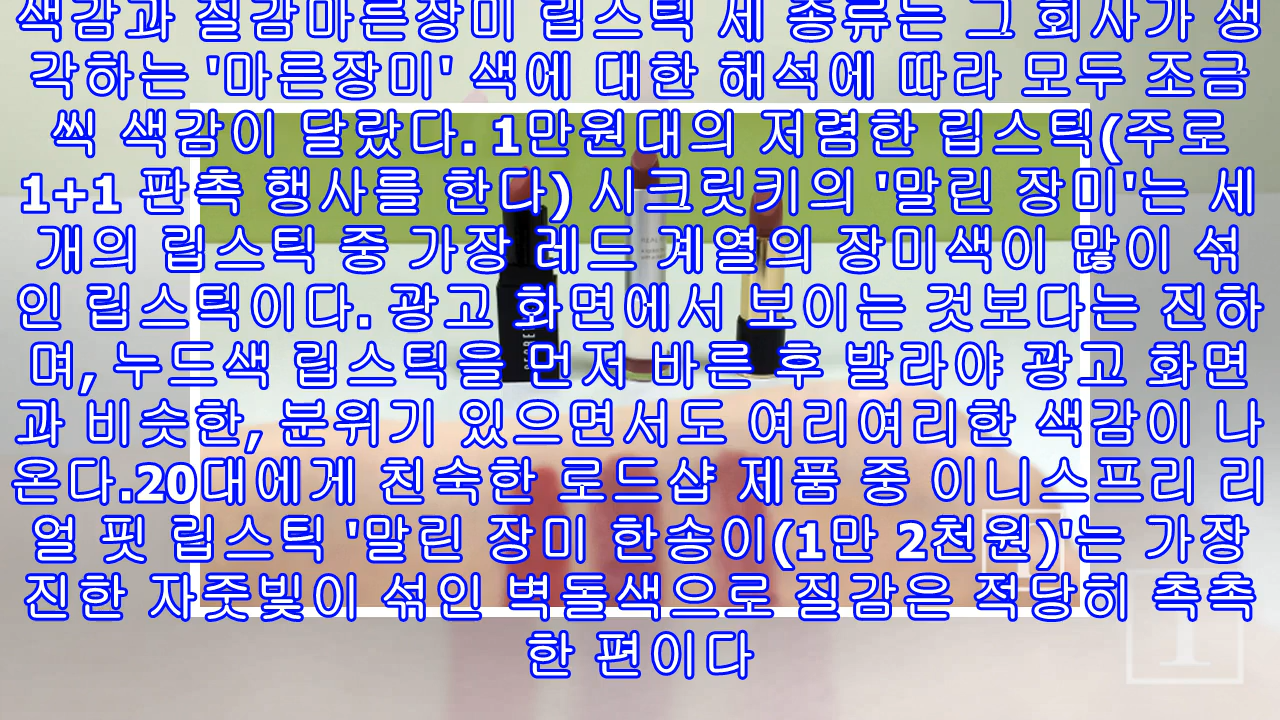 색감과 질감마른장미 립스틱 세 종류는 그 회사가 생
각하는 '마른장미' 색에 대한 해석에 따라 모두 조금
씩 색감이 달랐다. 1만원대의 저렴한 립스틱(주로
1+1 판촉 행사를 한다) 시크릿키의 '말린 장미'는 세
개의 립스틱 중 가장 레드 계열의 장미색이 많이 섞
인 립스틱이다. 광고 화면에서 보이는 것보다는 진하
며, 누드색 립스틱을 먼저 바른 후 발라야 광고 화면
과 비슷한, 분위기 있으면서도 여리여리한 색감이 나
온다.20대에게 친숙한 로드샵 제품 중 이니스프리 리
얼 핏 립스틱 '말린 장미 한송이(1만 2천원)'는 가장
진한 자줏빛이 섞인 벽돌색으로 질감은 적당히 촉촉
한 편이다